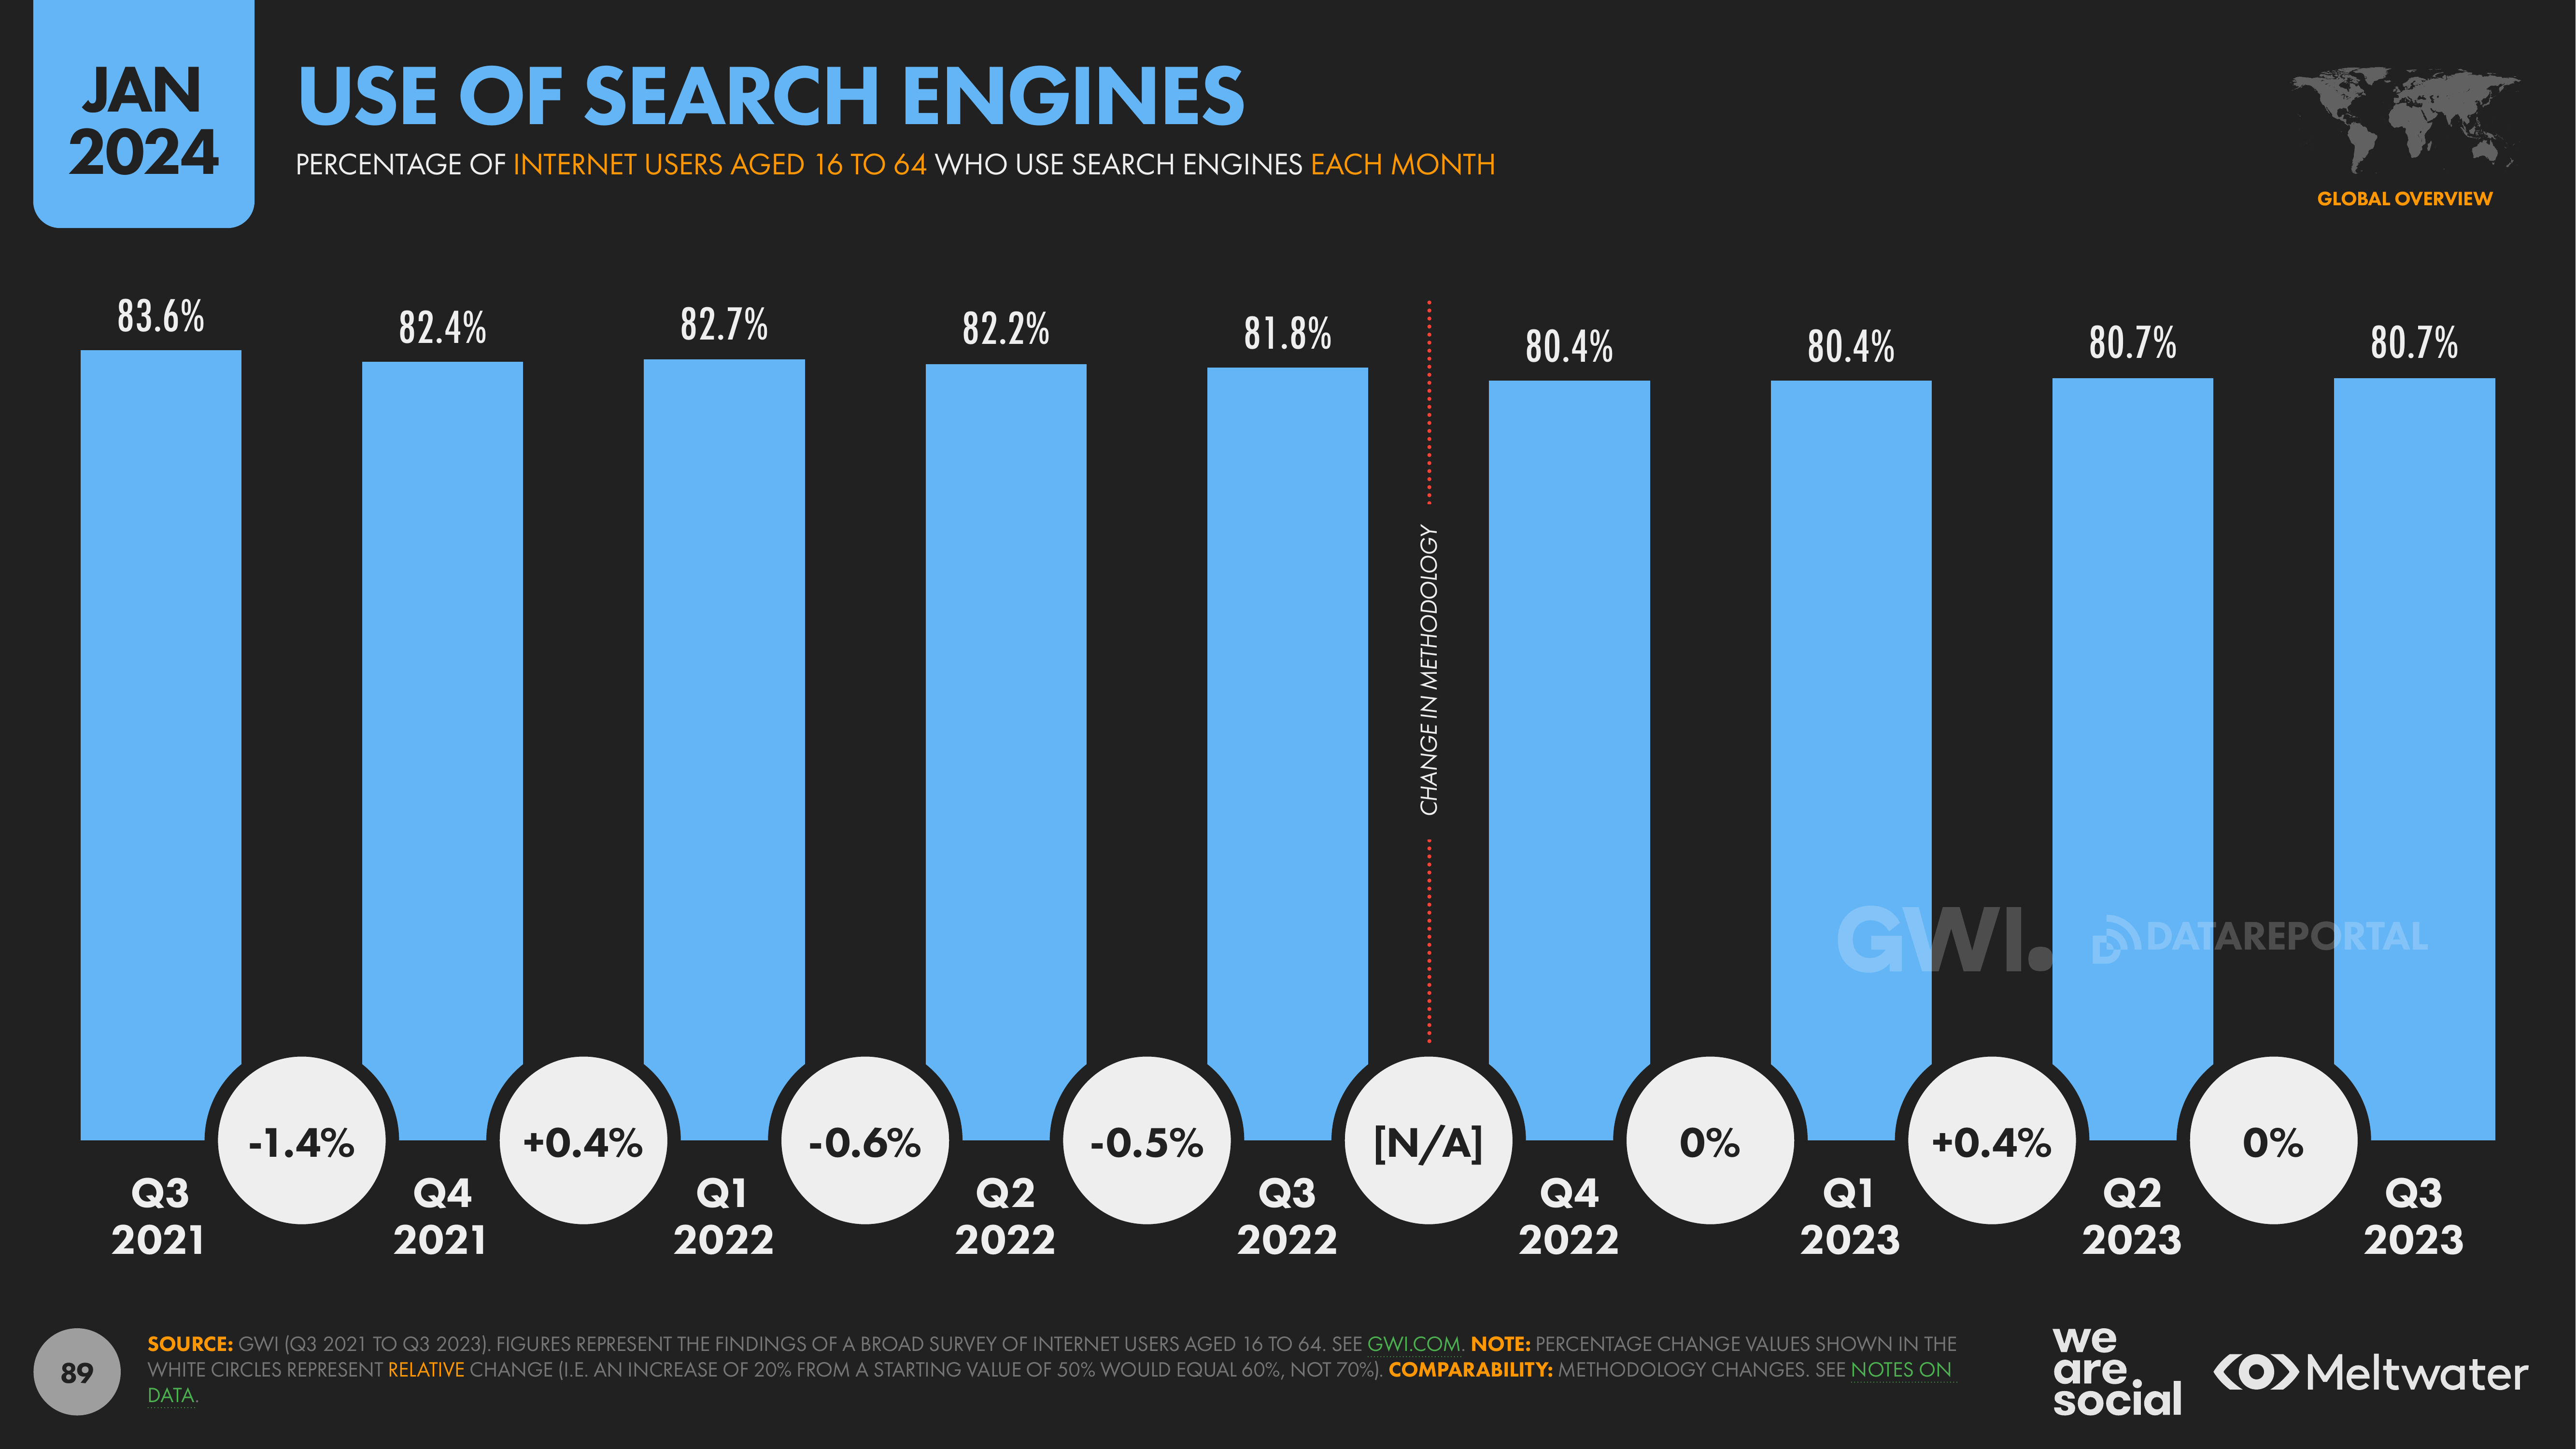 JAN
2024
USE OF SEARCH ENGINES
PERCENTAGE OF INTERNET USERS AGED 16 TO 64 WHO USE SEARCH ENGINES EACH MONTH
GLOBAL OVERVIEW
83.6%
82.4%
82.7%
82.2%
81.8%
80.4%
80.4%
80.7%
80.7%
CHANGE IN METHODOLOGY
GWI.
DATAREPORTAL
-1.4%
+0.4%
-0.6%
-0.5%
[N/A]
0%
+0.4%
0%
Q3
2021
Q4
2021
Q1
2022
Q2
2022
Q3
2022
Q4
2022
Q1
2023
Q2
2023
Q3
2023
89
SOURCE: GWI (Q3 2021 TO Q3 2023). FIGURES REPRESENT THE FINDINGS OF A BROAD SURVEY OF INTERNET USERS AGED 16 TO 64. SEE GWI.COM. NOTE: PERCENTAGE CHANGE VALUES SHOWN IN THE
WHITE CIRCLES REPRESENT RELATIVE CHANGE (I.E. AN INCREASE OF 20% FROM A STARTING VALUE OF 50% WOULD EQUAL 60%, NOT 70%). COMPARABILITY: METHODOLOGY CHANGES. SEE NOTES ON
DATA.
we
are.
social
Meltwater